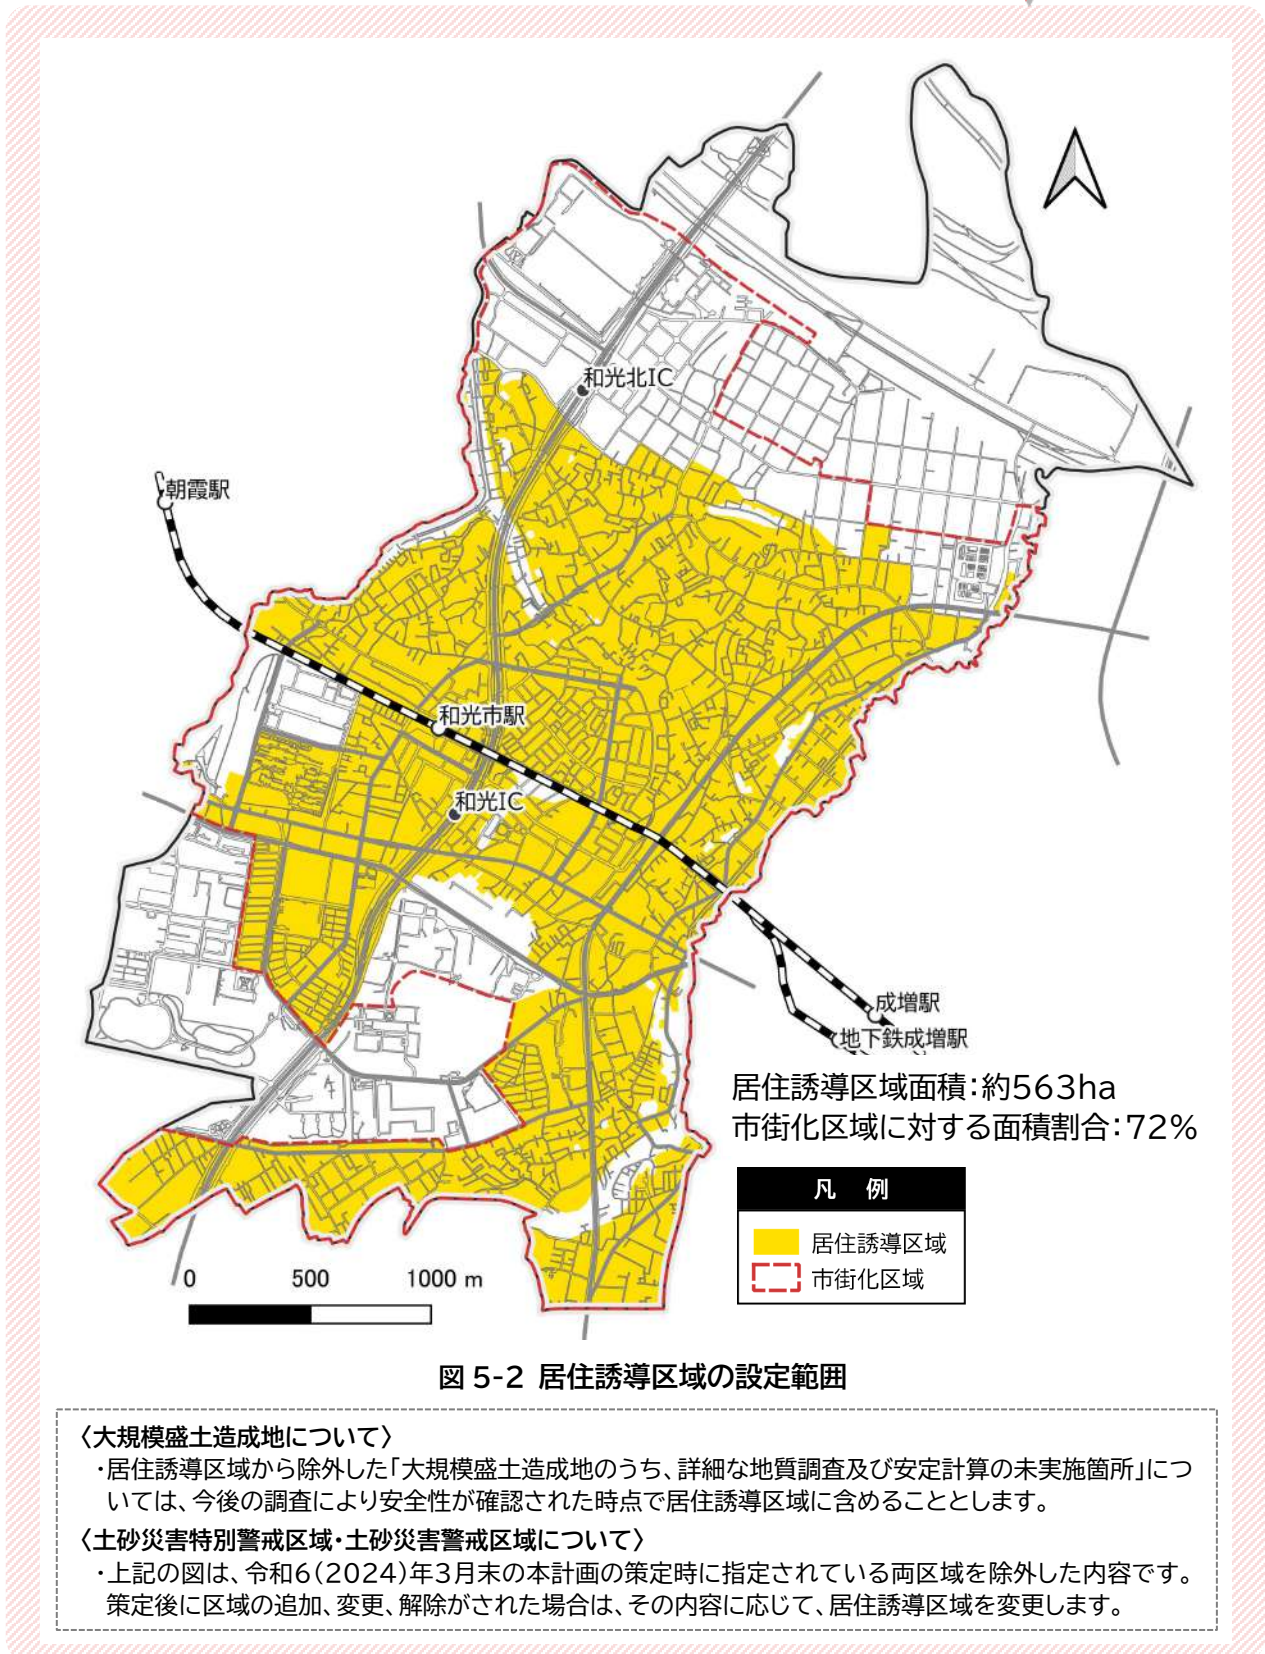 和光北IC
朝霞駅
和光市駅
和光IC
成増駅
地下鉄成増駅
居住誘導区域面積：約563ha
市街化区域に対する面積割合：72%
凡 例
居住誘導区域
市街化区域
0 500 1000 m
図 5-2 居住誘導区域の設定範囲
〈大規模盛土造成地について〉
・居住誘導区域から除外した「大規模盛土造成地のうち、詳細な地質調査及び安定計算の未実施箇所」につ
いては、今後の調査により安全性が確認された時点で居住誘導区域に含めることとします。
〈土砂災害特別警戒区域・土砂災害警戒区域について〉
・上記の図は、令和6（2024）年3月末の本計画の策定時に指定されている両区域を除外した内容です。
策定後に区域の追加、変更、解除がされた場合は、その内容に応じて、居住誘導区域を変更します。